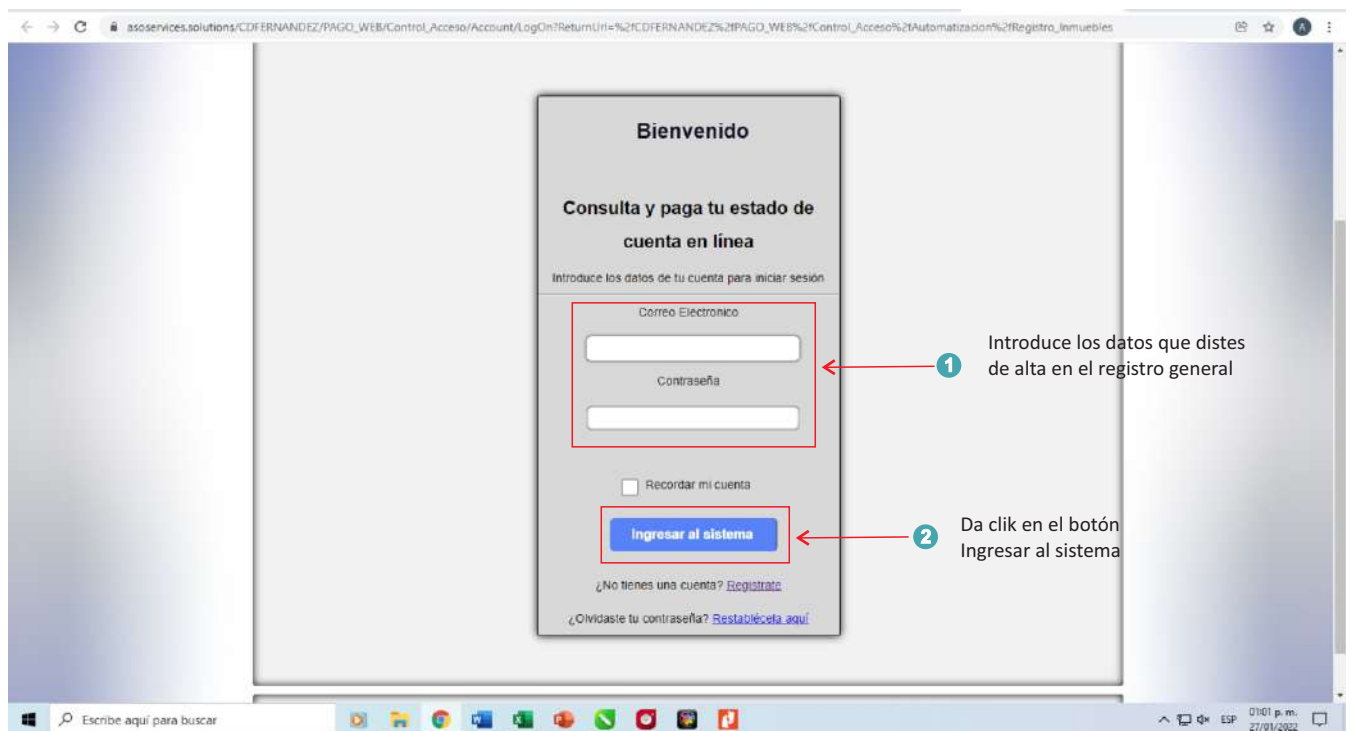 asoservices.solutions/CDFERNANDEZ/PAGO_WEB/Control_Acceso/Account/LogOn?ReturnUrl=%2fCDFERNANDEZ%2fPAGO_WEB%2fControl_Acceso%2fAutomatizacion%2fRegistro_Inmuebles
A
Bienvenido
Consulta y paga tu estado de
cuenta en línea
Introduce los datos de tu cuenta para iniciar sesión
Correo Electronico
Contraseña
1
Introduce los datos que distes
de alta en el registro general
Recordar mi cuenta
Ingresar al sistema
2
Da clik en el botón
Ingresar al sistema
¿No tienes una cuenta? Registrate
¿Olvidaste tu contraseña? Restablécela aquí
Escribe aquí para buscar
ESP
01:01 p. m.
27/01/2022